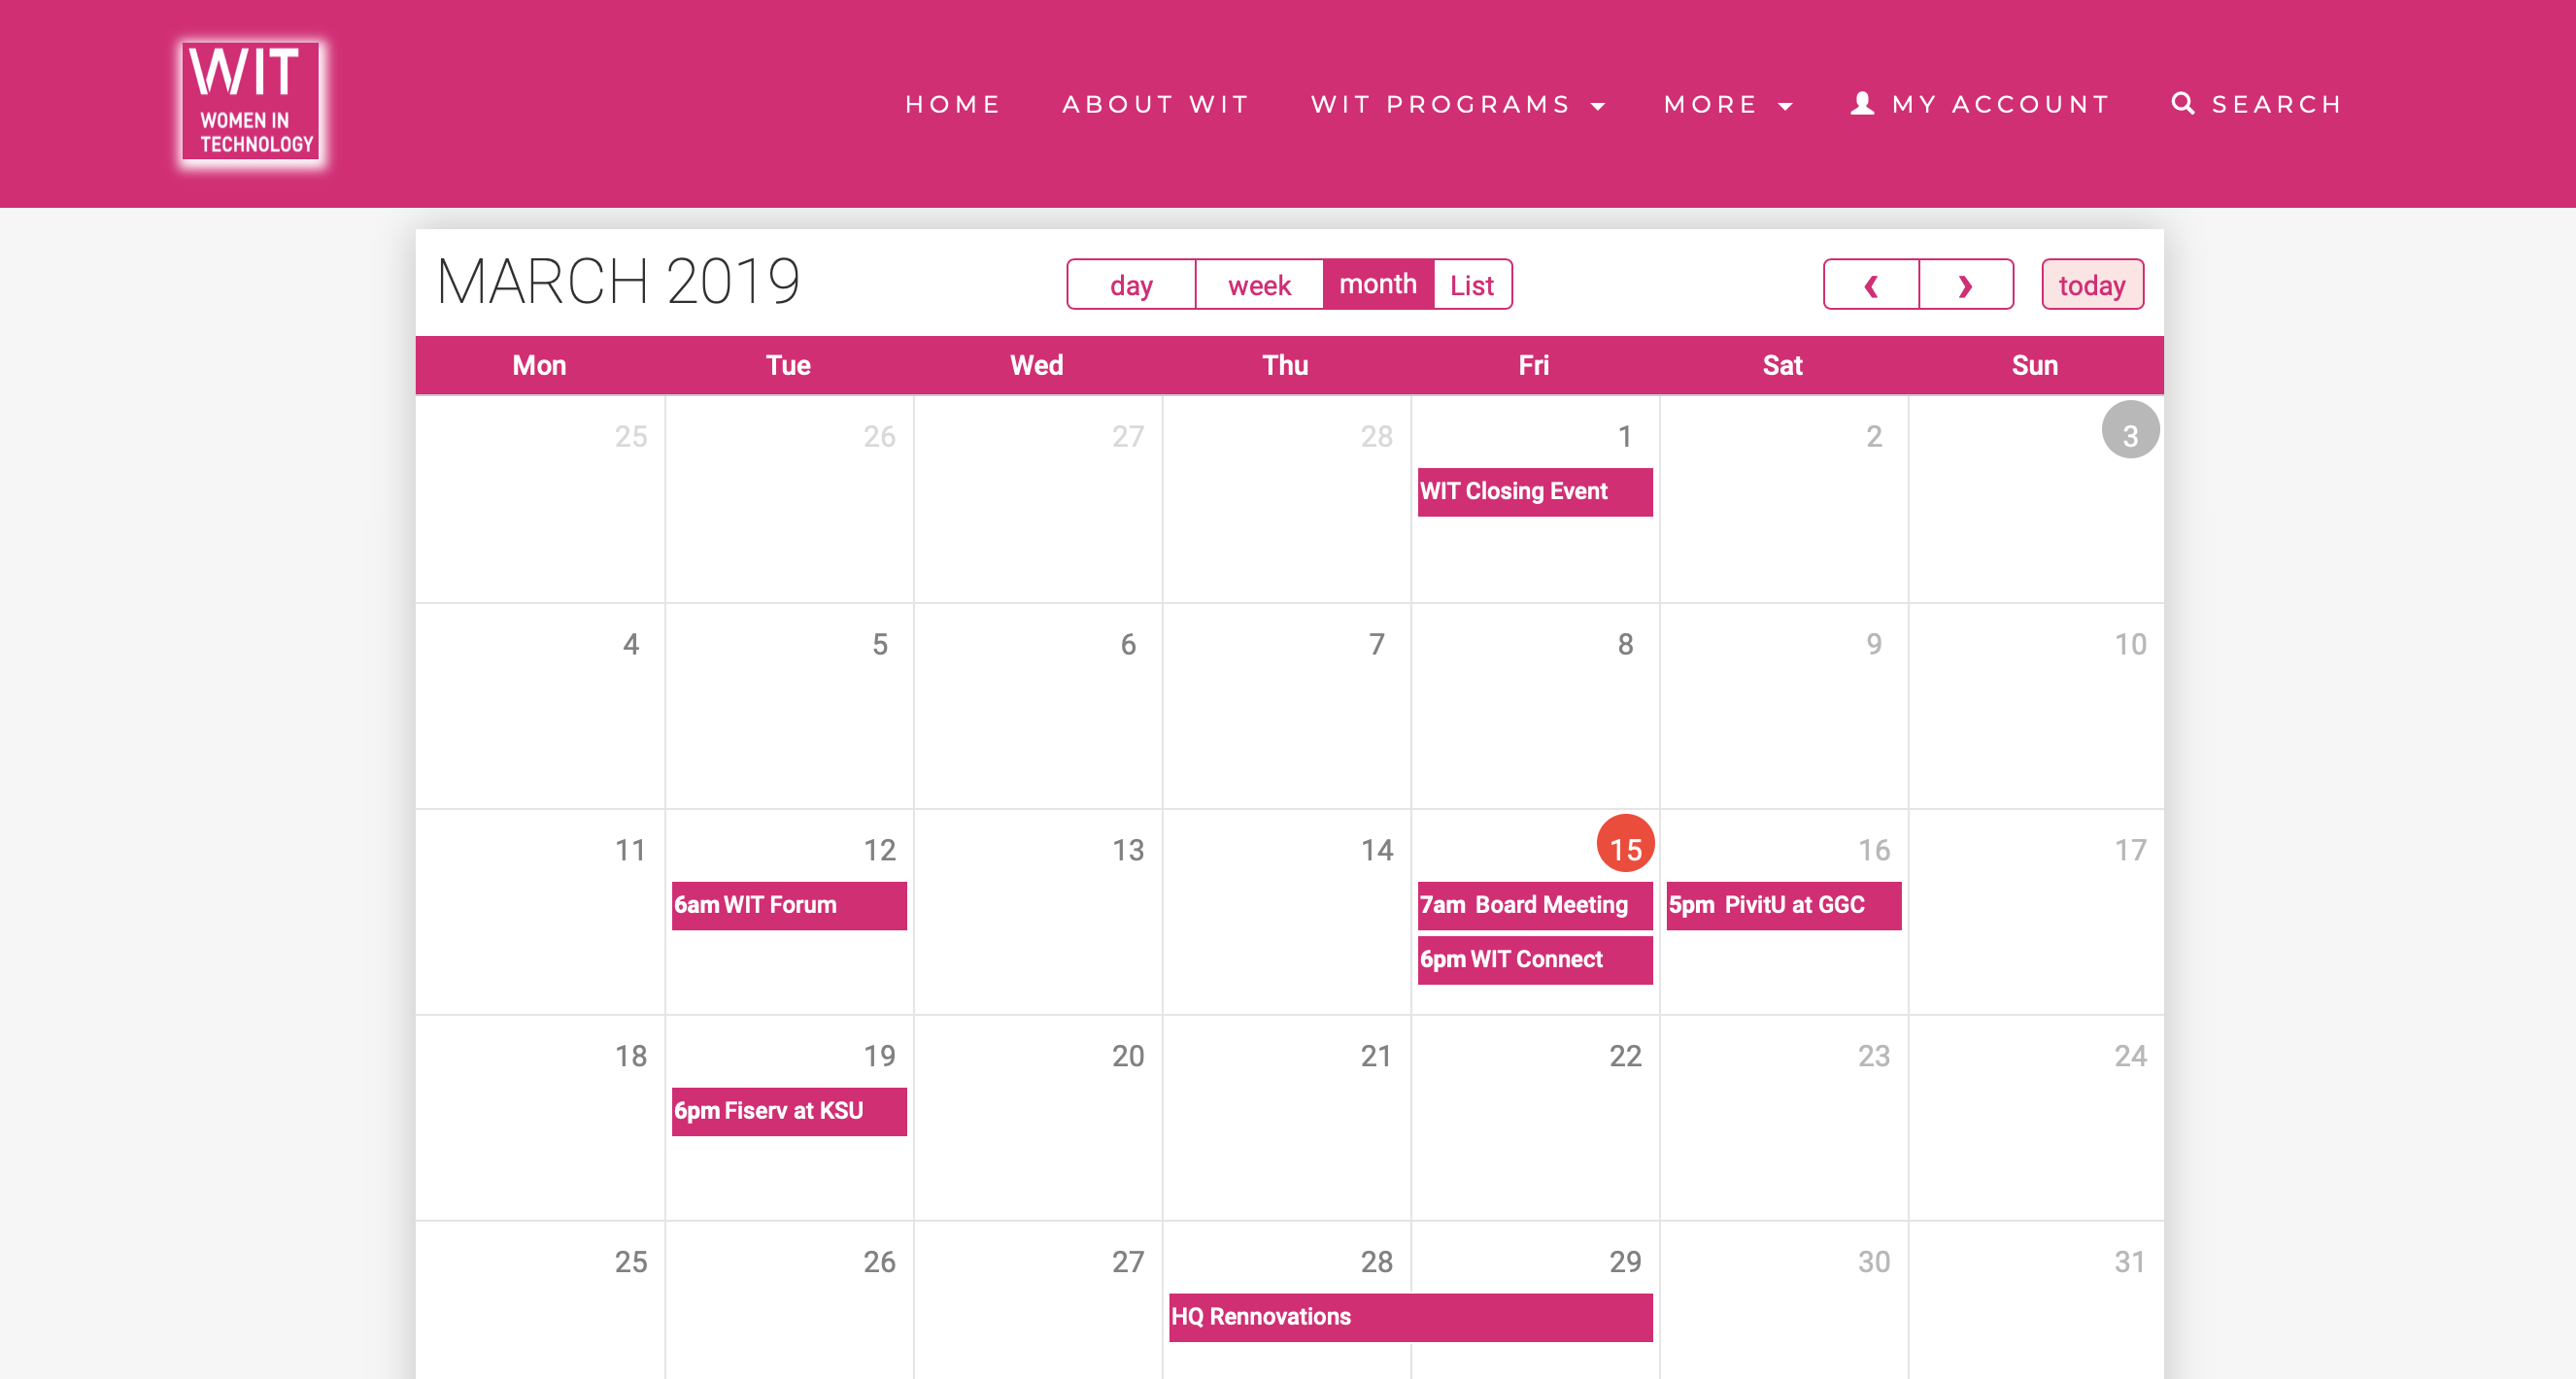 WIT
WOMEN IN
TECHNOLOGY
HOME ABOUT WIT WIT PROGRAMS MORE MY ACCOUNT SEARCH
MARCH 2019 day week month List ‹ › today
Mon Tue Wed Thu Fri Sat Sun
25 26 27 28 1 2 3
WIT Closing Event
4 5 6 7 8 9 10
11 12 13 14 15 16 17
6am WIT Forum 7am Board Meeting 5pm PivitU at GGC
6pm WIT Connect
18 19 20 21 22 23 24
6pm Fiserv at KSU
25 26 27 28 29 30 31
HQ Rennovations